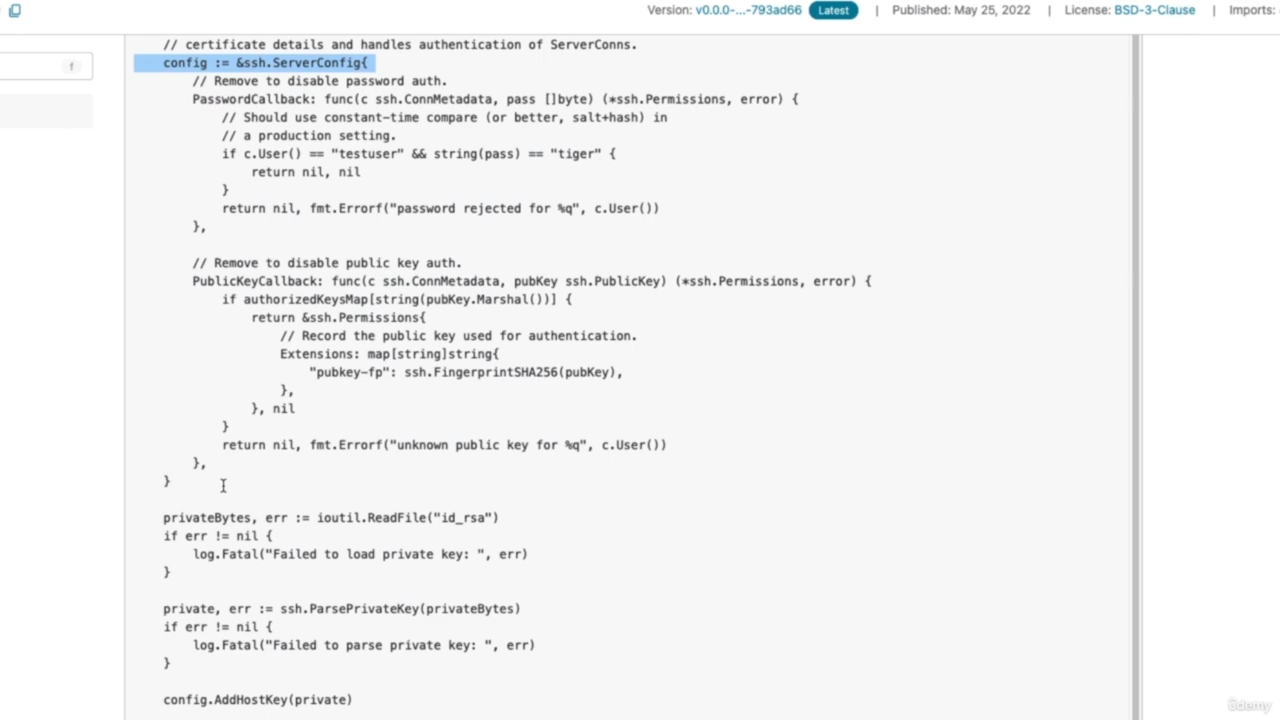 Version: v0.0.0-...-793ad66 Latest | Published: May 25, 2022 | License: BSD-3-Clause | Imports:
f
// certificate details and handles authentication of ServerConns.
config := &ssh.ServerConfig{
// Remove to disable password auth.
PasswordCallback: func(c ssh.ConnMetadata, pass []byte) (*ssh.Permissions, error) {
// Should use constant-time compare (or better, salt+hash) in
// a production setting.
if c.User() == "testuser" && string(pass) == "tiger" {
return nil, nil
}
return nil, fmt.Errorf("password rejected for %q", c.User())
},
// Remove to disable public key auth.
PublicKeyCallback: func(c ssh.ConnMetadata, pubKey ssh.PublicKey) (*ssh.Permissions, error) {
if authorizedKeysMap[string(pubKey.Marshal())] {
return &ssh.Permissions{
// Record the public key used for authentication.
Extensions: map[string]string{
"pubkey-fp": ssh.FingerprintSHA256(pubKey),
},
}, nil
}
return nil, fmt.Errorf("unknown public key for %q", c.User())
},
}
privateBytes, err := ioutil.ReadFile("id_rsa")
if err != nil {
log.Fatal("Failed to load private key: ", err)
}
private, err := ssh.ParsePrivateKey(privateBytes)
if err != nil {
log.Fatal("Failed to parse private key: ", err)
}
config.AddHostKey(private)
ûdemy